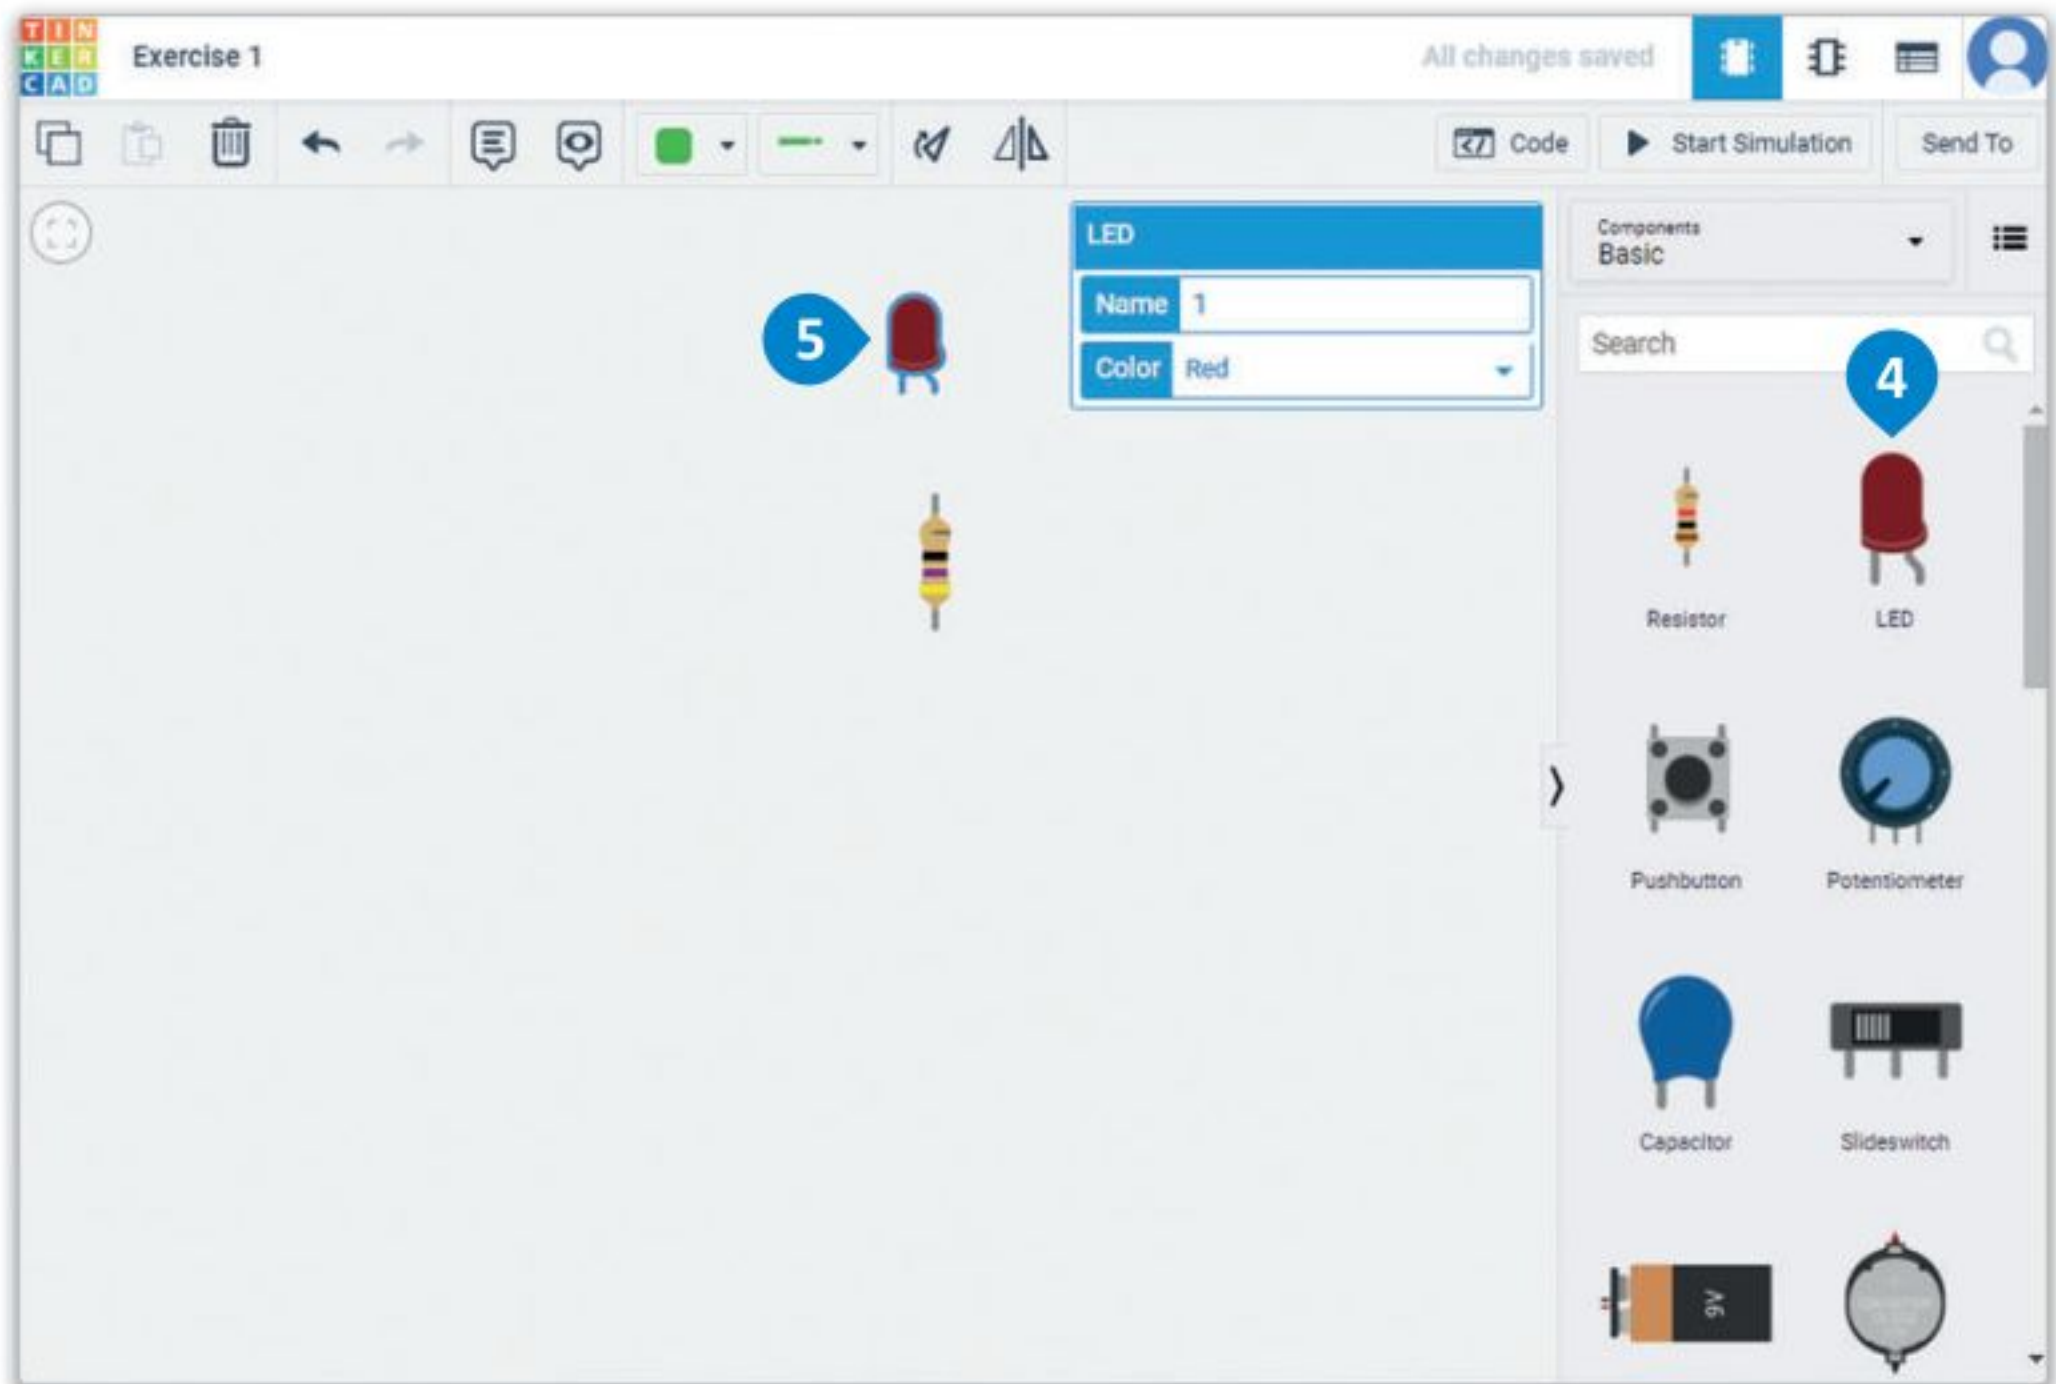 TIN
KER
CAD
Exercise 1
All changes saved
Code
Start Simulation
Send To
LED
Name 1
Color Red
Components
Basic
Search
5
4
Resistor
LED
Pushbutton
Potentiometer
Capacitor
Slideswitch
9V